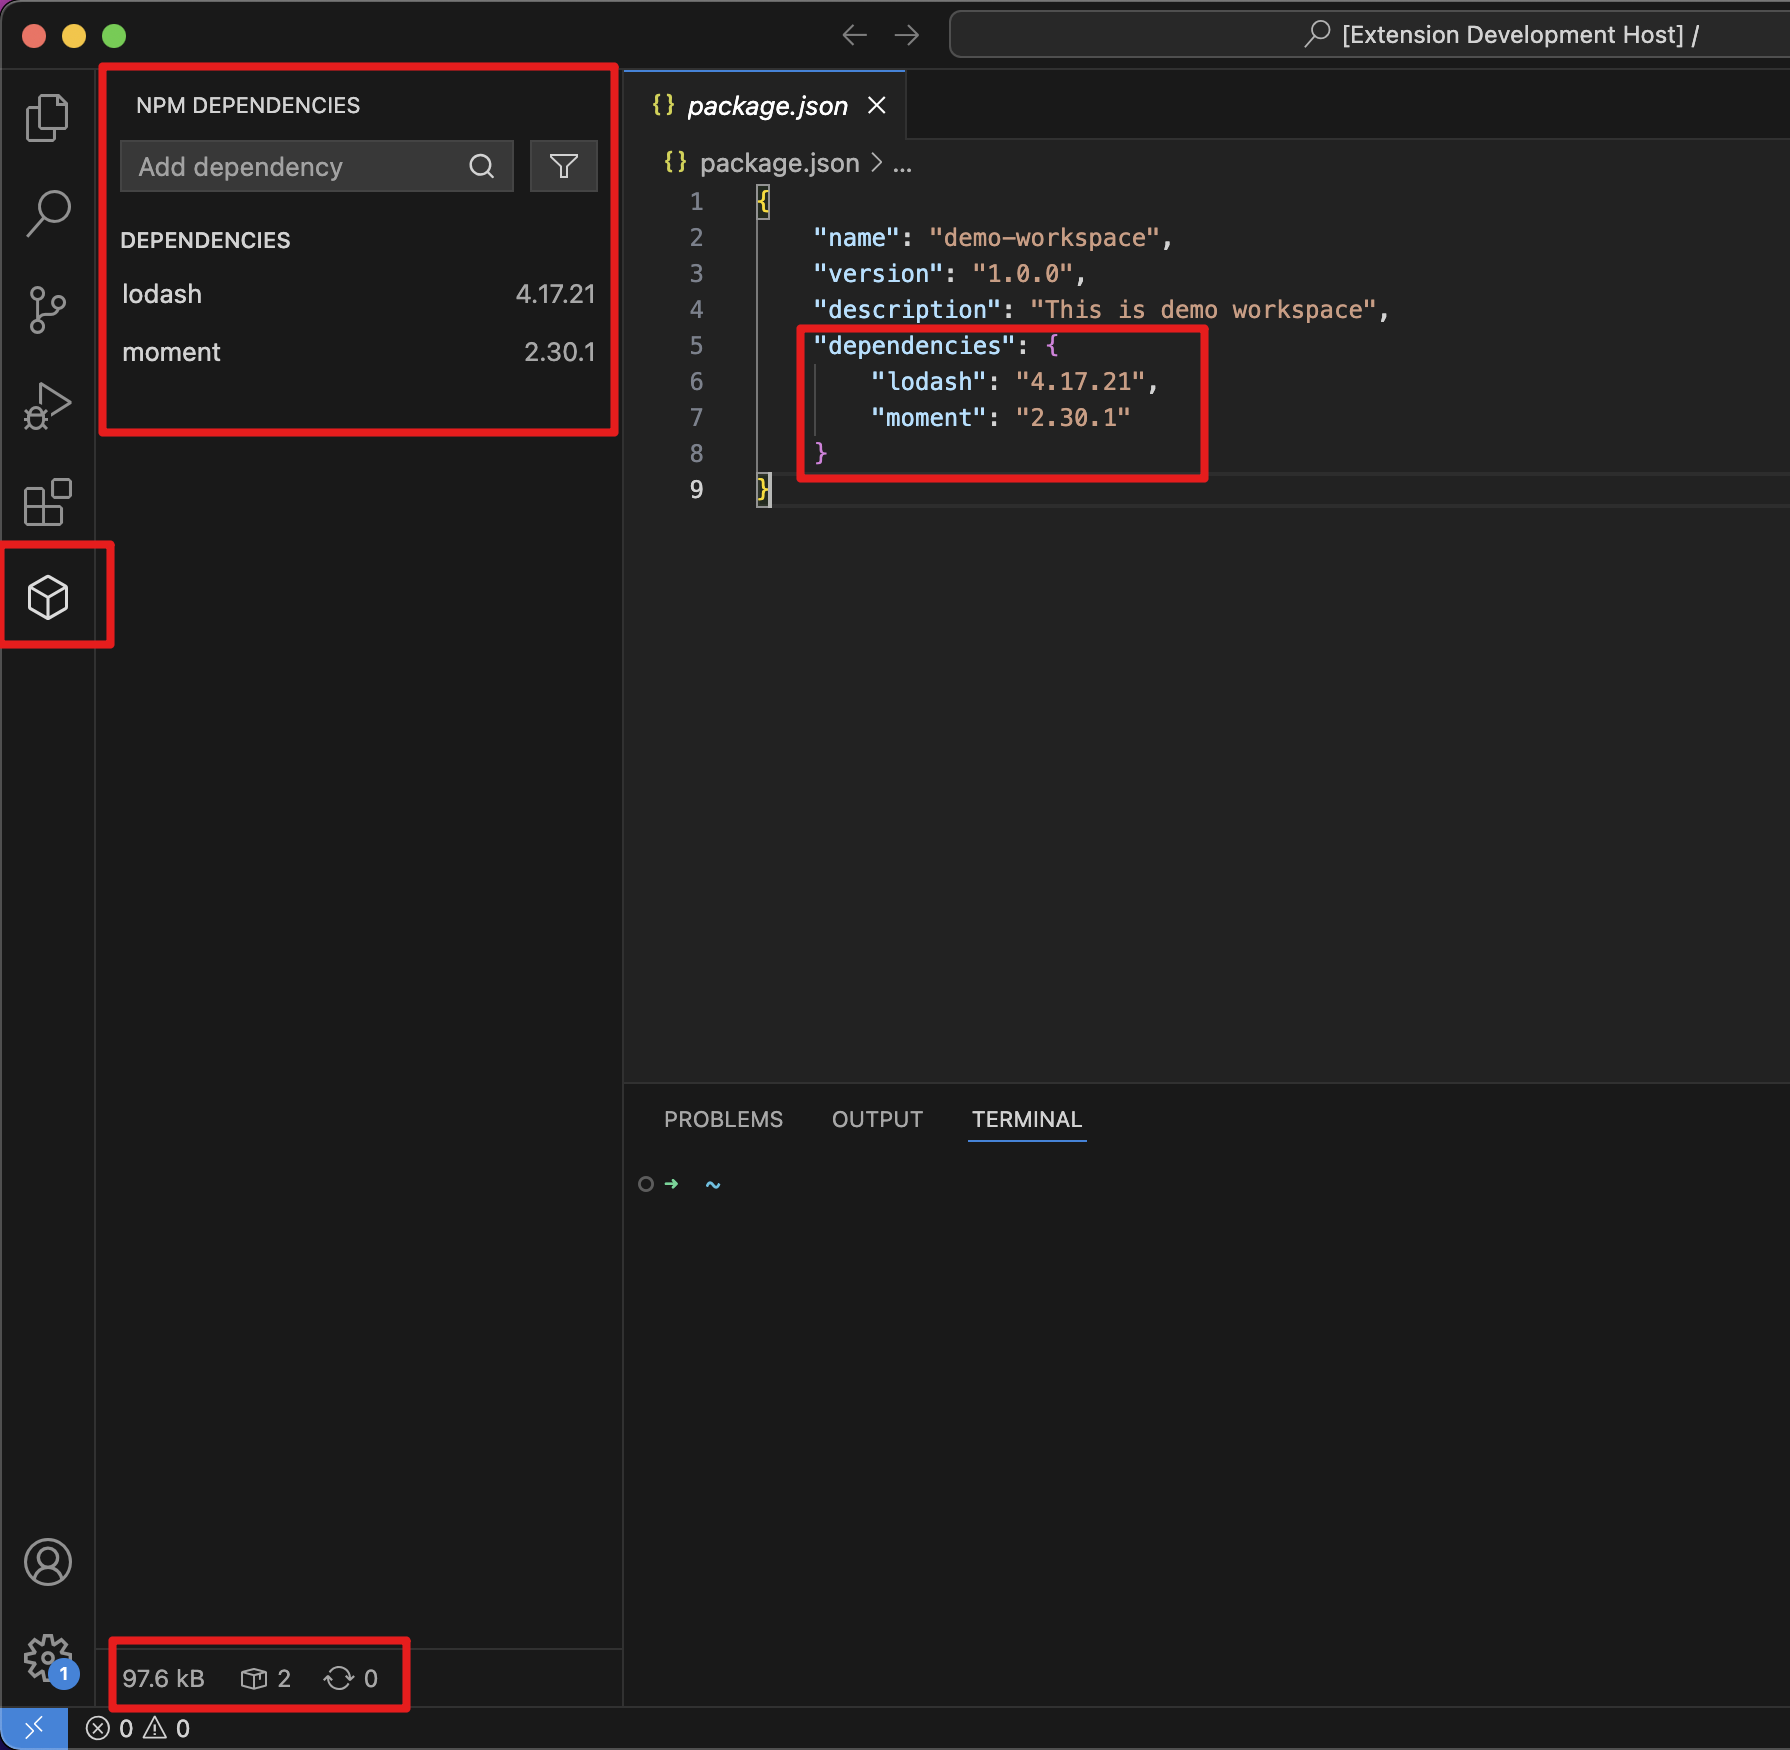 [Extension Development Host] /
NPM DEPENDENCIES
Add dependency
DEPENDENCIES
lodash 4.17.21
moment 2.30.1
{} package.json
{} package.json > ...
1 {
2 "name": "demo-workspace",
3 "version": "1.0.0",
4 "description": "This is demo workspace",
5 "dependencies": {
6 "lodash": "4.17.21",
7 "moment": "2.30.1"
8 }
9 }
PROBLEMS OUTPUT TERMINAL
➜ ~
1
97.6 kB 2 0
0 0